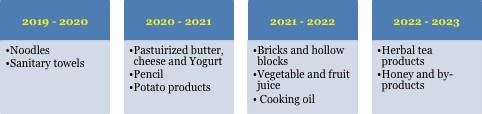 2019 - 2020
•Noodles
•Sanitary towels
2020 - 2021
•Pastuirized butter,
cheese and Yogurt
•Pencil
•Potato products
2021 - 2022
•Bricks and hollow
blocks
•Vegetable and fruit
juice
• Cooking oil
2022 - 2023
•Herbal tea
products
•Honey and by-
products